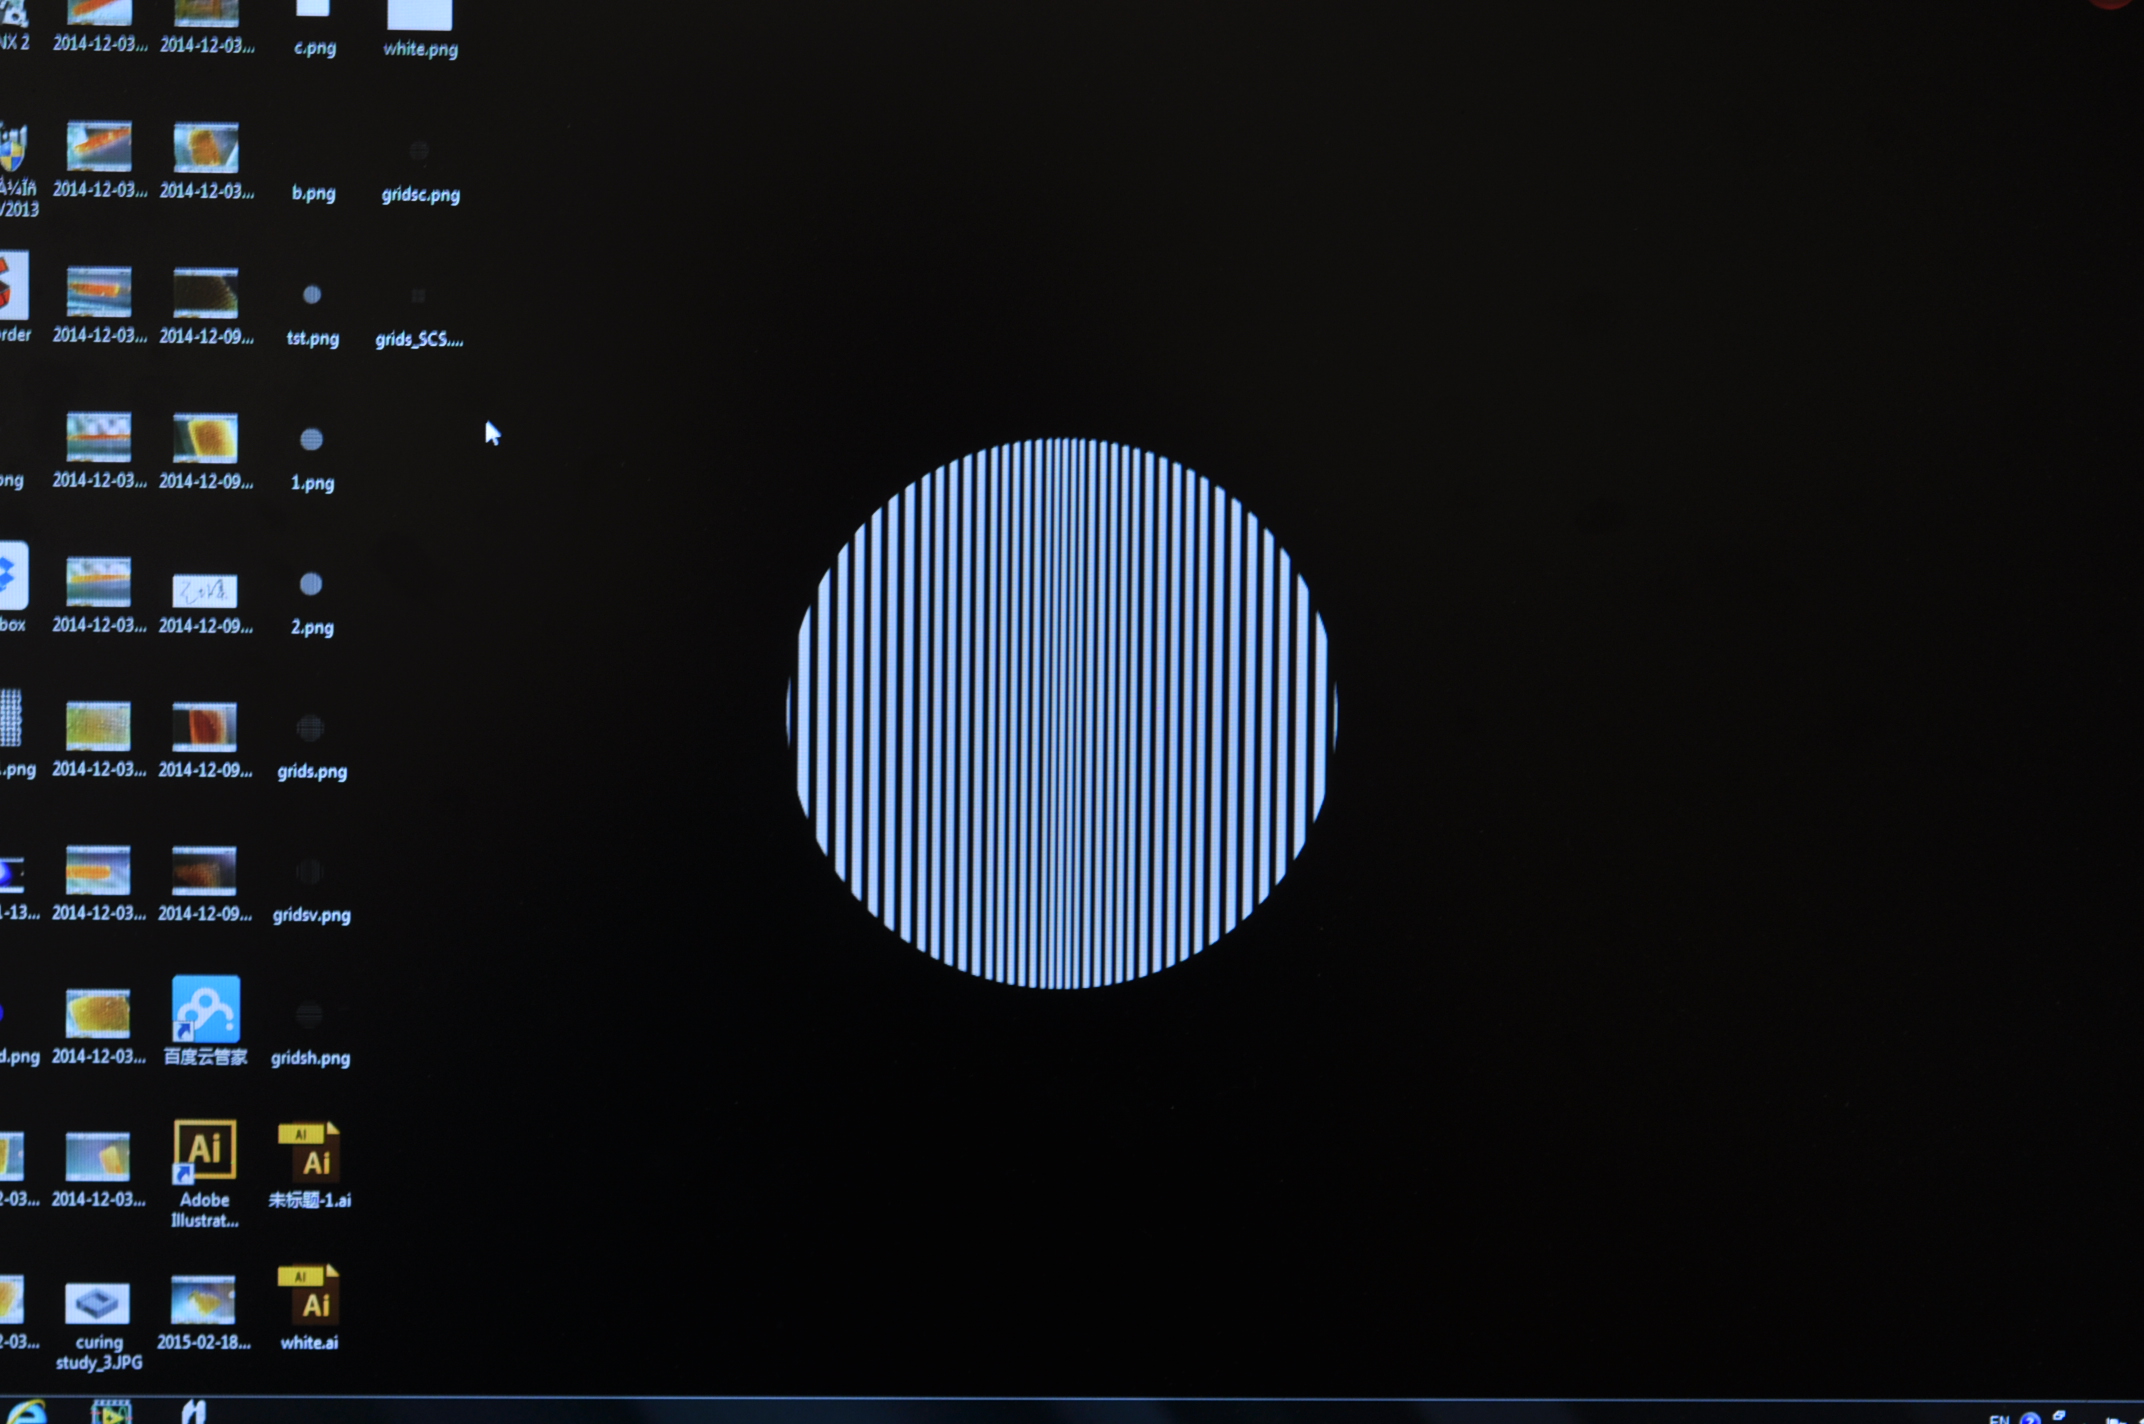 NX 2
2014-12-03...
2014-12-03...
c.png
white.png
2014-12-03...
2014-12-03...
b.png
gridsc.png
/2013
rder
2014-12-03...
2014-12-09...
tst.png
grids_SCS....
ong
2014-12-03...
2014-12-09...
1.png
box
2014-12-03...
2014-12-09...
2.png
.png
2014-12-03...
2014-12-09...
grids.png
1-13...
2014-12-03...
2014-12-09...
gridsv.png
d.png
2014-12-03...
百度云管家
gridsh.png
Ai
AI
Ai
2-03...
2014-12-03...
Adobe
Illustrat...
未标题-1.ai
AI
Ai
2-03...
curing
study_3.JPG
2015-02-18...
white.ai
EN